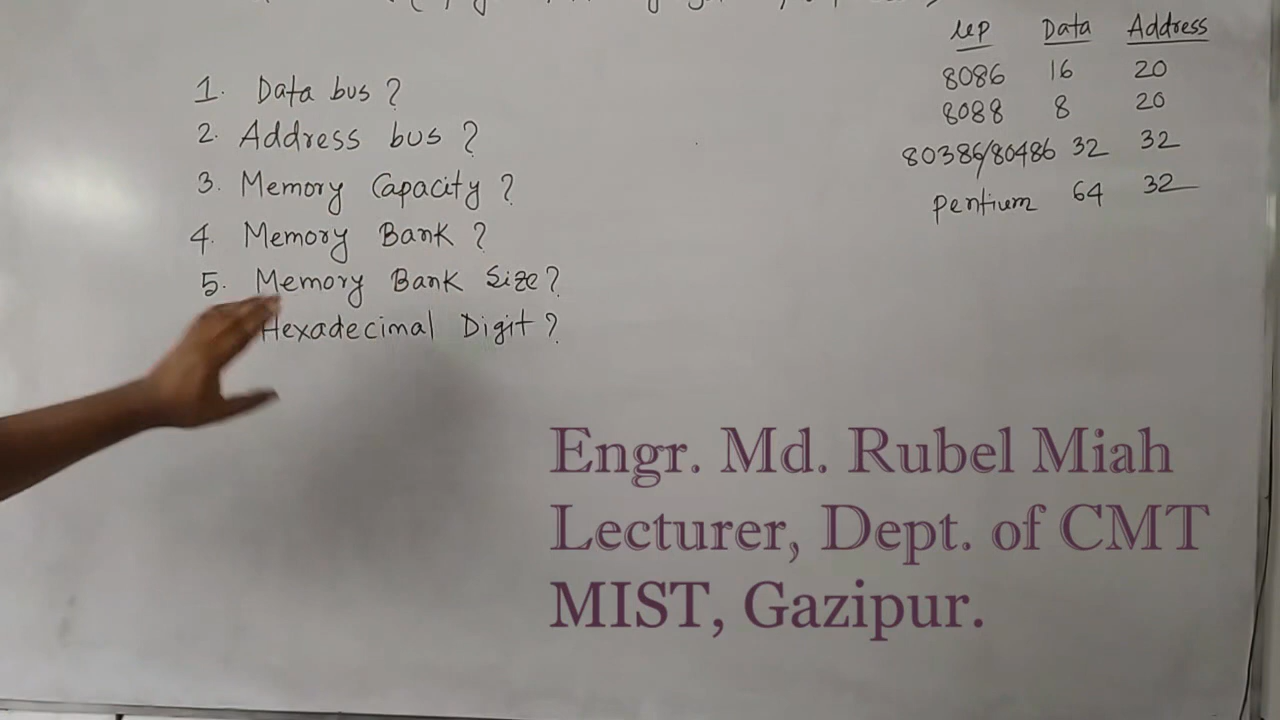 1. Data bus ?
2. Address bus ?
3. Memory Capacity ?
4. Memory Bank ?
5. Memory Bank Size ?
Hexadecimal Digit ?
μp Data Address
8086 16 20
8088 8 20
80386/80486 32 32
pentium 64 32
Engr. Md. Rubel Miah
Lecturer, Dept. of CMT
MIST, Gazipur.